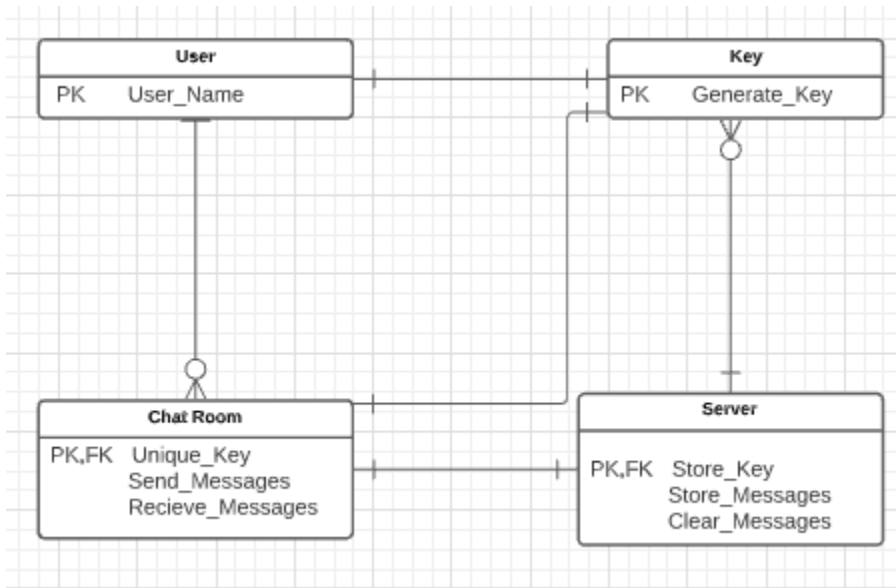 User
PK User_Name
Key
PK Generate_Key
Chat Room
PK,FK Unique_Key
Send_Messages
Recieve_Messages
Server
PK,FK Store_Key
Store_Messages
Clear_Messages